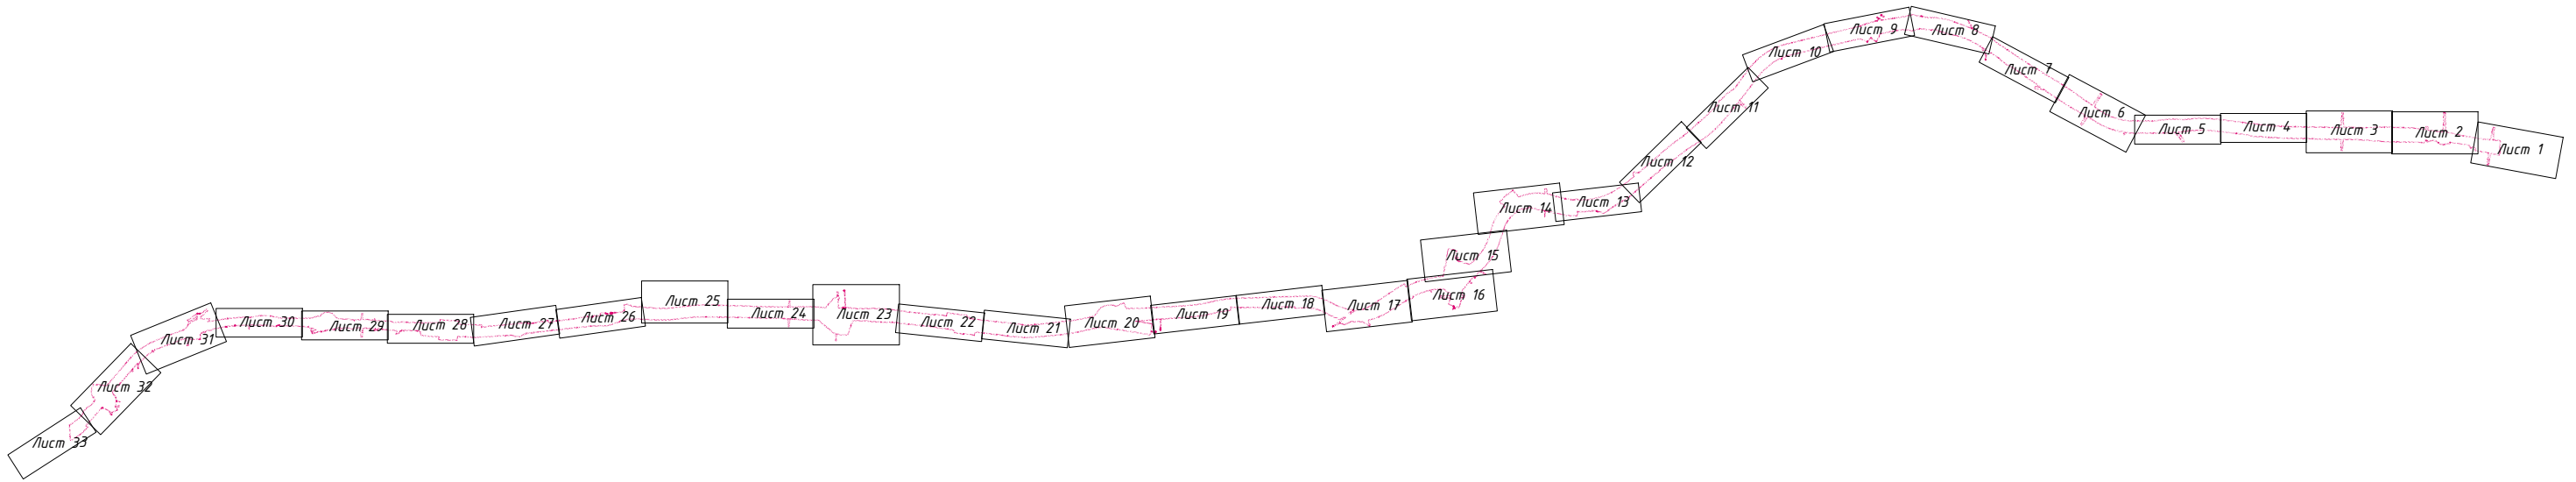 Лист 1
Лист 2
Лист 3
Лист 4
Лист 5
Лист 6
Лист 7
Лист 8
Лист 9
Лист 10
Лист 11
Лист 12
Лист 13
Лист 14
Лист 15
Лист 16
Лист 17
Лист 18
Лист 19
Лист 20
Лист 21
Лист 22
Лист 23
Лист 24
Лист 25
Лист 26
Лист 27
Лист 28
Лист 29
Лист 30
Лист 31
Лист 32
Лист 33